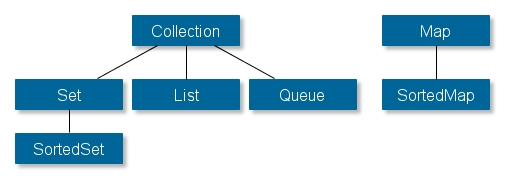 Collection
Map
Set
List
Queue
SortedMap
SortedSet